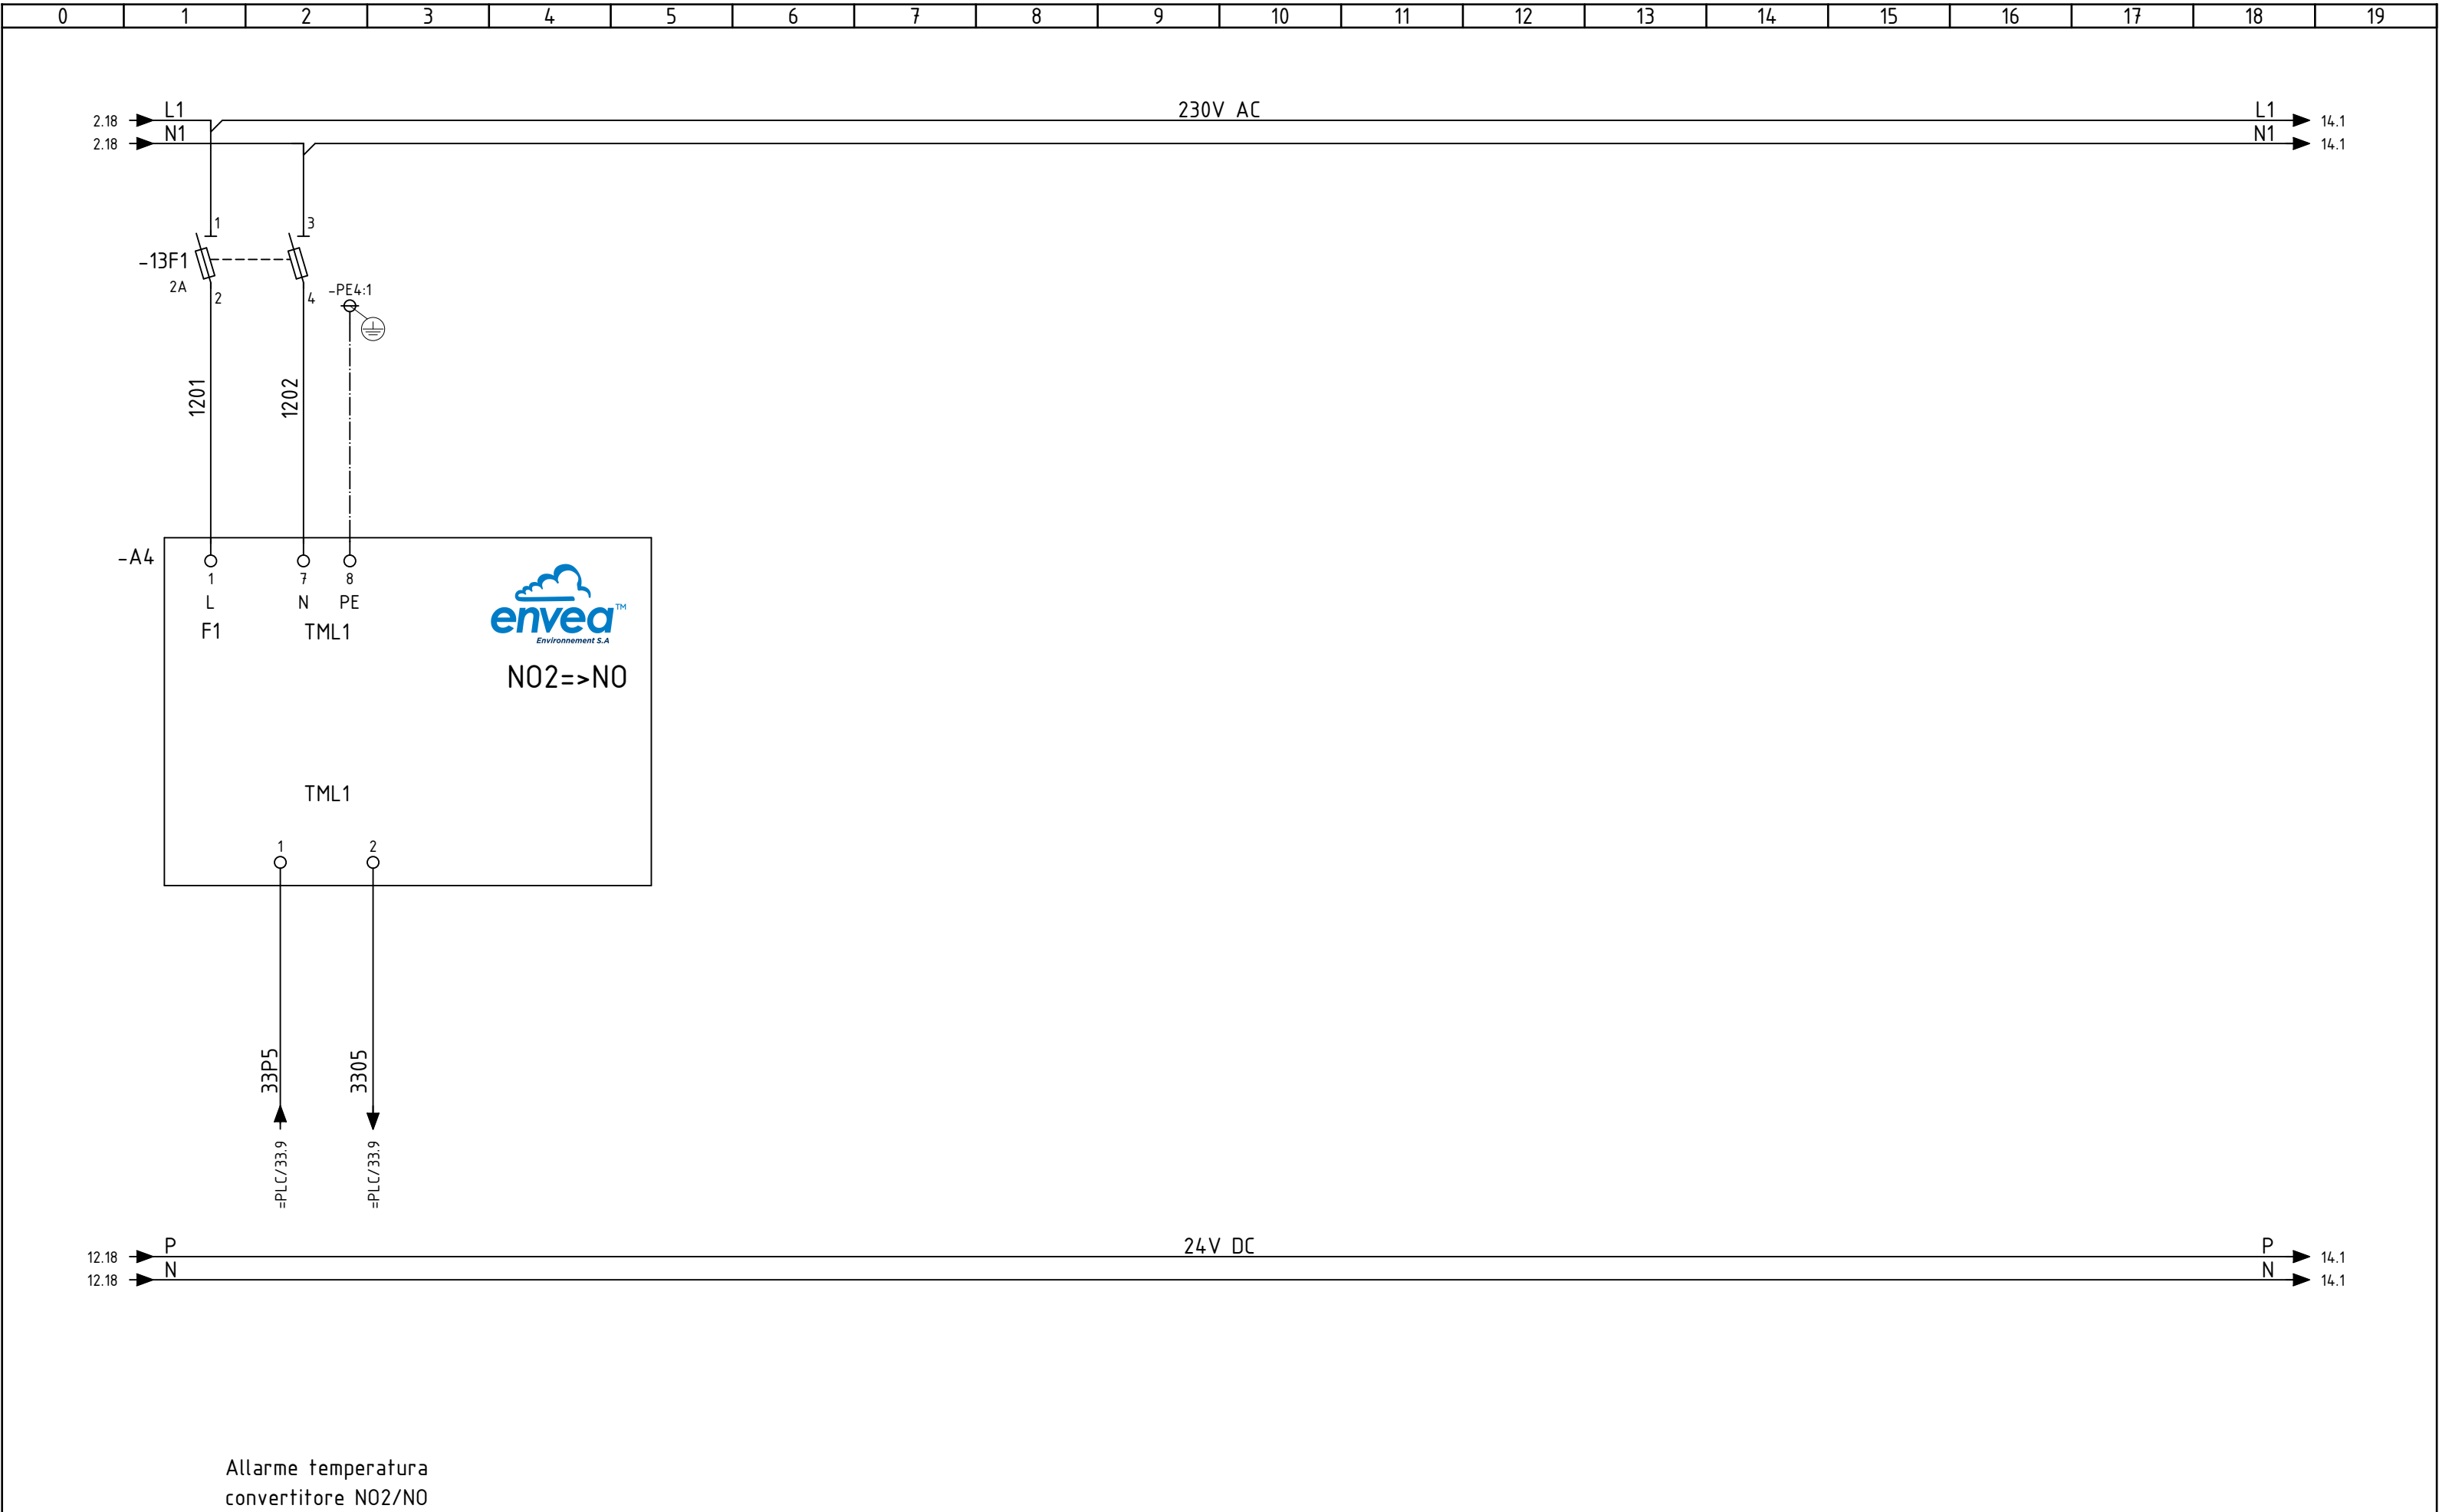 0 1 2 3 4 5 6 7 8 9 10 11 12 13 14 15 16 17 18 19
L1 230V AC L1
2.18 14.1
N1 N1
2.18 14.1
1 3
-13F1
2A 2 4 -PE4:1
1201 1202
-A4
1 7 8
L N PE
F1 TML1
envea™
Environnement S.A
NO2=>NO
TML1
1 2
33P5 3305
=PLC/33.9 =PLC/33.9
P 24V DC P
12.18 14.1
N N
12.18 14.1
Allarme temperatura
convertitore NO2/NO